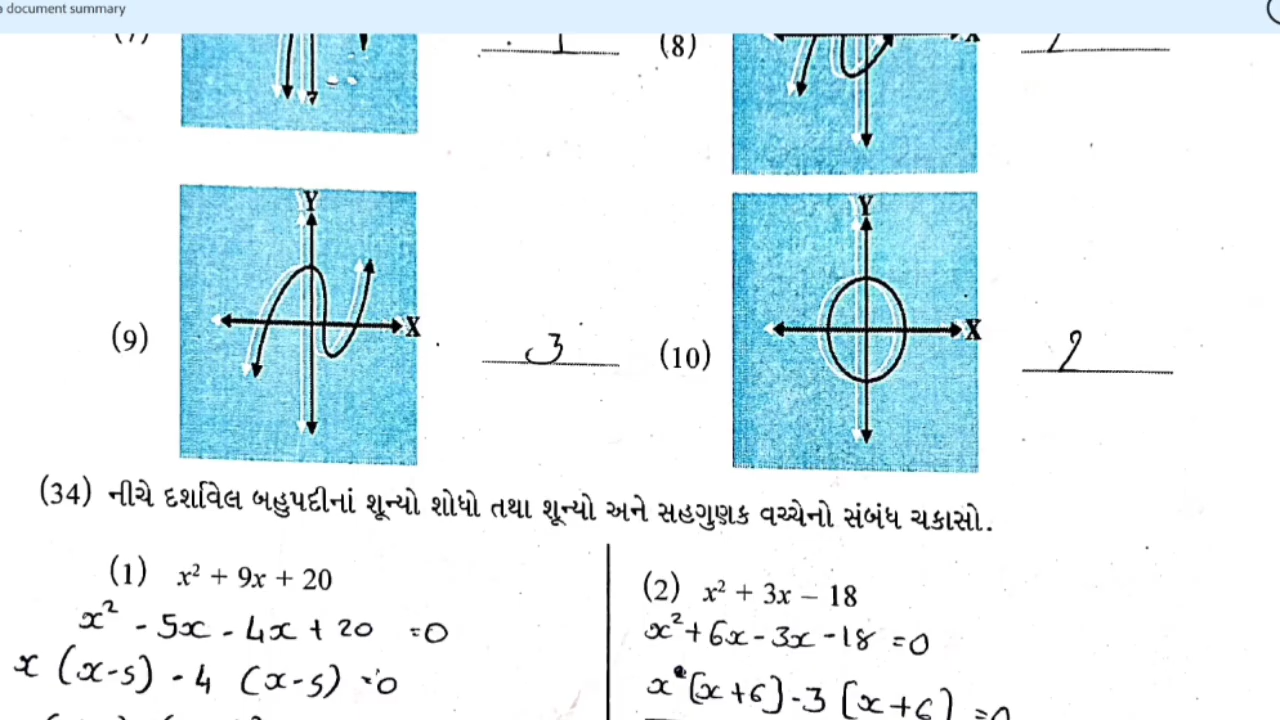 document summary
(7) 1 (8)
X
Y Y
(9) X 3 (10) X 2
(34) નીચે દર્શાવેલ બહુપદીનાં શૂન્યો શોધો તથા શૂન્યો અને સહગુણક વચ્ચેનો સંબંધ ચકાસો.
(1) x² + 9x + 20
x² - 5x - 4x + 20 = 0
x (x-5) - 4 (x-5) = 0
(2) x² + 3x – 18
x² + 6x - 3x - 18 = 0
x (x+6) - 3 (x+6) = 0